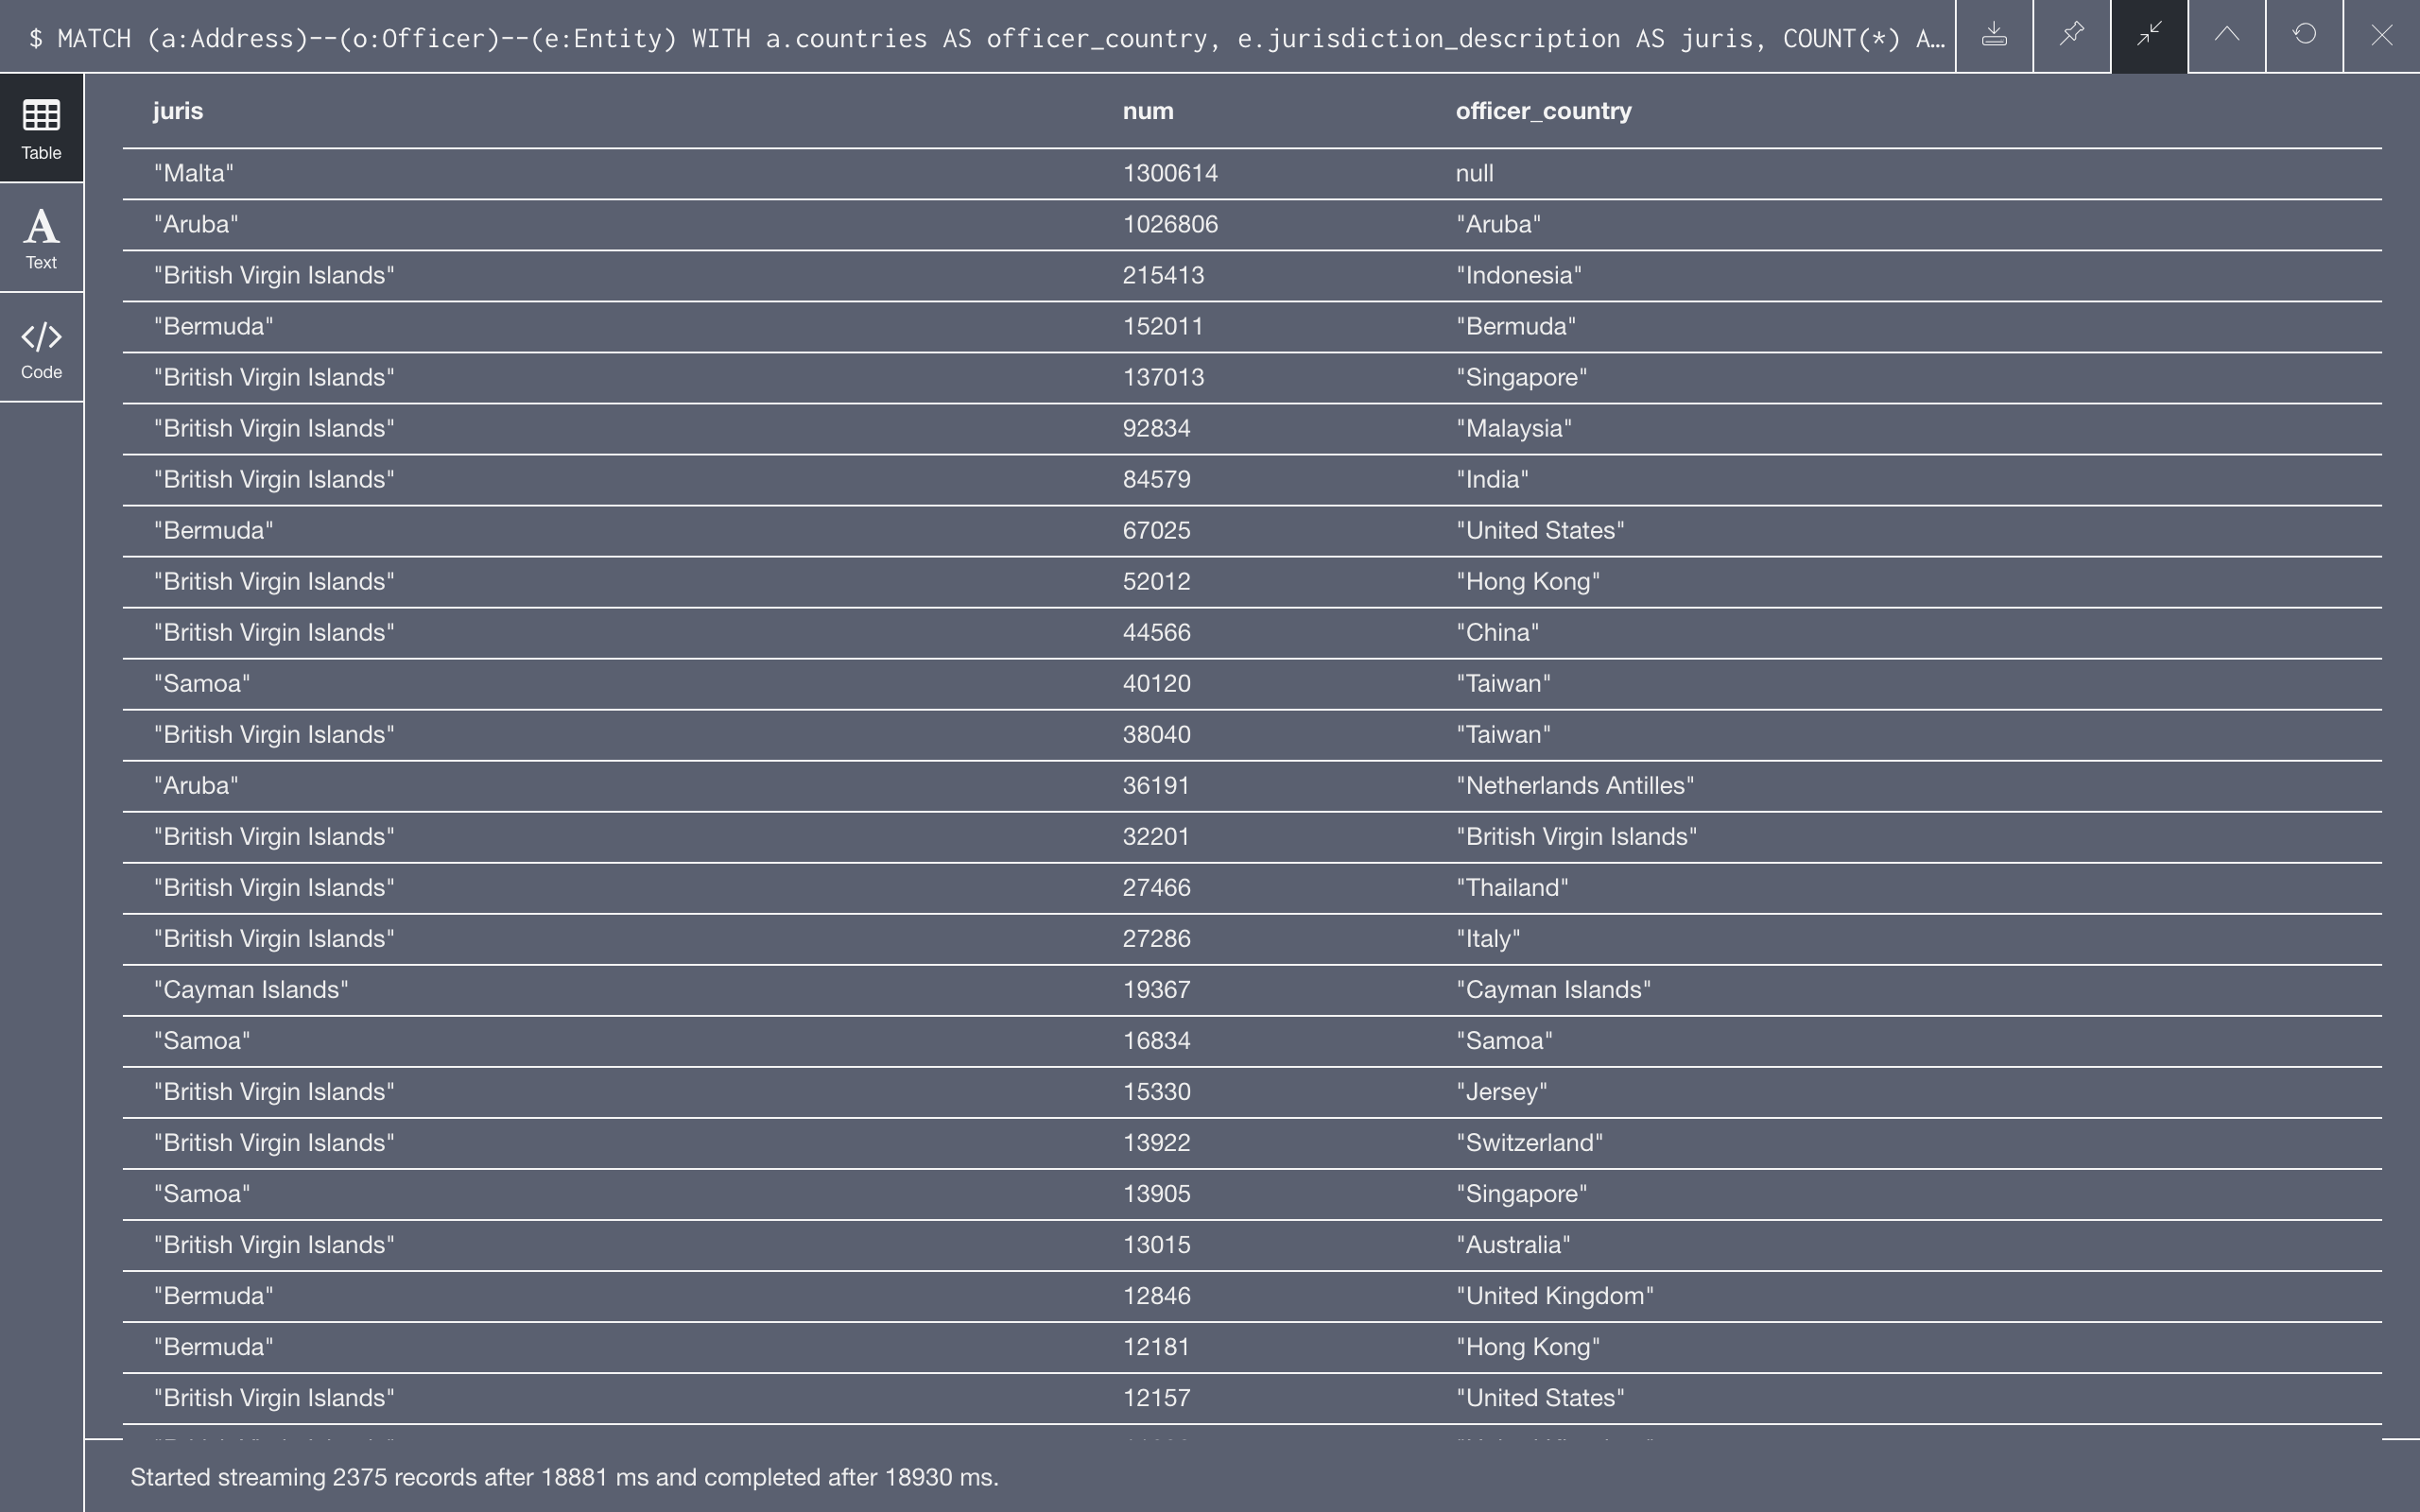 $ MATCH (a:Address)--(o:Officer)--(e:Entity) WITH a.countries AS officer_country, e.jurisdiction_description AS juris, COUNT(*) A…
Table
Text
Code
juris num officer_country
"Malta" 1300614 null
"Aruba" 1026806 "Aruba"
"British Virgin Islands" 215413 "Indonesia"
"Bermuda" 152011 "Bermuda"
"British Virgin Islands" 137013 "Singapore"
"British Virgin Islands" 92834 "Malaysia"
"British Virgin Islands" 84579 "India"
"Bermuda" 67025 "United States"
"British Virgin Islands" 52012 "Hong Kong"
"British Virgin Islands" 44566 "China"
"Samoa" 40120 "Taiwan"
"British Virgin Islands" 38040 "Taiwan"
"Aruba" 36191 "Netherlands Antilles"
"British Virgin Islands" 32201 "British Virgin Islands"
"British Virgin Islands" 27466 "Thailand"
"British Virgin Islands" 27286 "Italy"
"Cayman Islands" 19367 "Cayman Islands"
"Samoa" 16834 "Samoa"
"British Virgin Islands" 15330 "Jersey"
"British Virgin Islands" 13922 "Switzerland"
"Samoa" 13905 "Singapore"
"British Virgin Islands" 13015 "Australia"
"Bermuda" 12846 "United Kingdom"
"Bermuda" 12181 "Hong Kong"
"British Virgin Islands" 12157 "United States"
Started streaming 2375 records after 18881 ms and completed after 18930 ms.